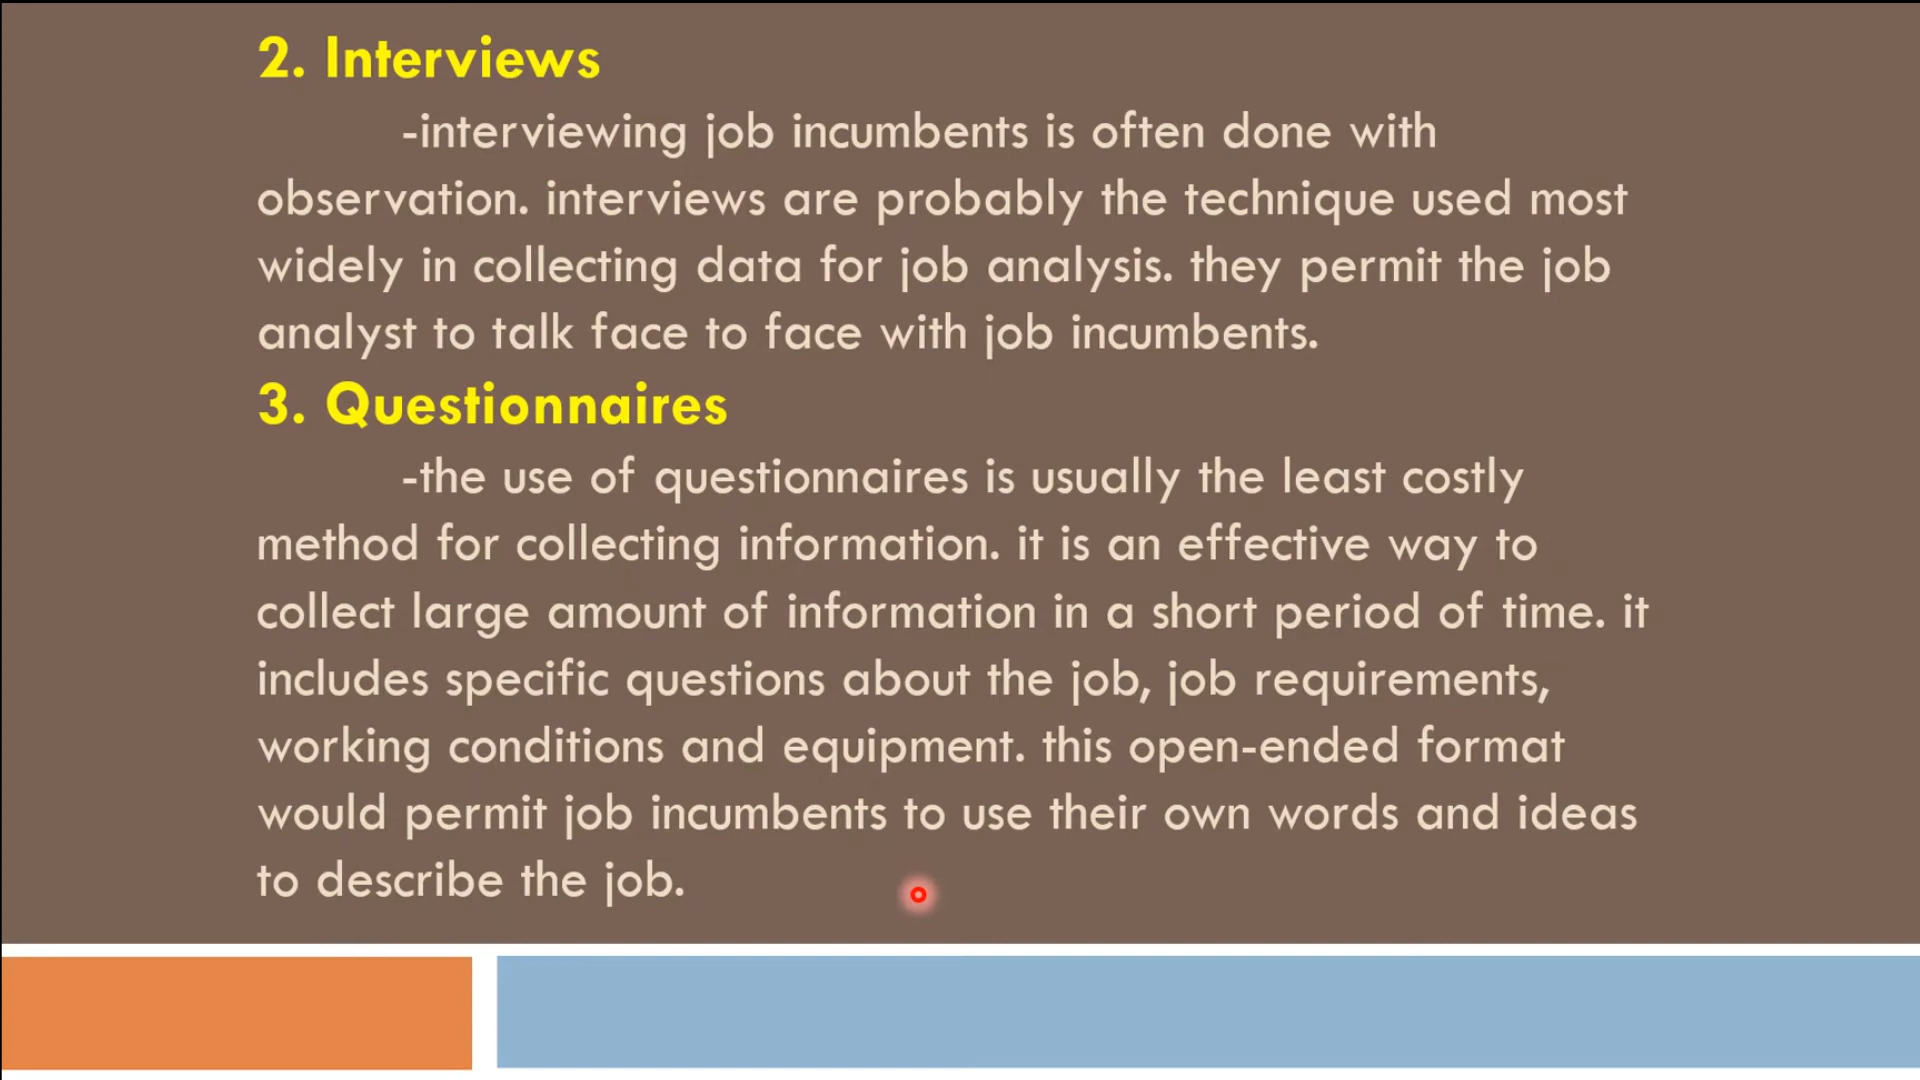 2. Interviews
-interviewing job incumbents is often done with
observation. interviews are probably the technique used most
widely in collecting data for job analysis. they permit the job
analyst to talk face to face with job incumbents.
3. Questionnaires
-the use of questionnaires is usually the least costly
method for collecting information. it is an effective way to
collect large amount of information in a short period of time. it
includes specific questions about the job, job requirements,
working conditions and equipment. this open-ended format
would permit job incumbents to use their own words and ideas
to describe the job.